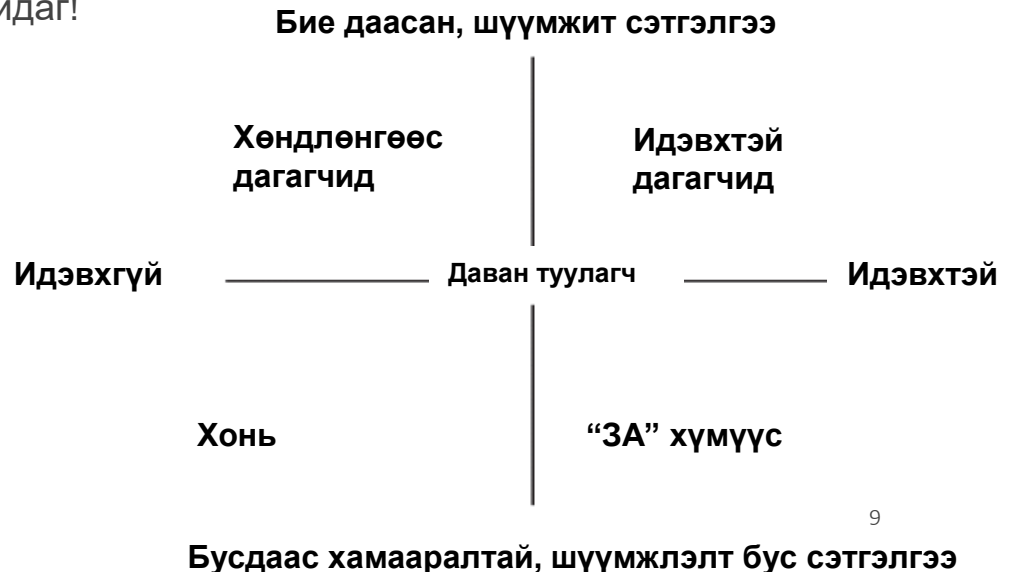 йдаг!
Бие даасан, шүүмжит сэтгэлгээ
Хөндлөнгөөс
дагагчид
Идэвхтэй
дагагчид
Идэвхгүй
Даван туулагч
Идэвхтэй
Хонь
“ЗА” хүмүүс
9
Бусдаас хамааралтай, шүүмжлэлт бус сэтгэлгээ